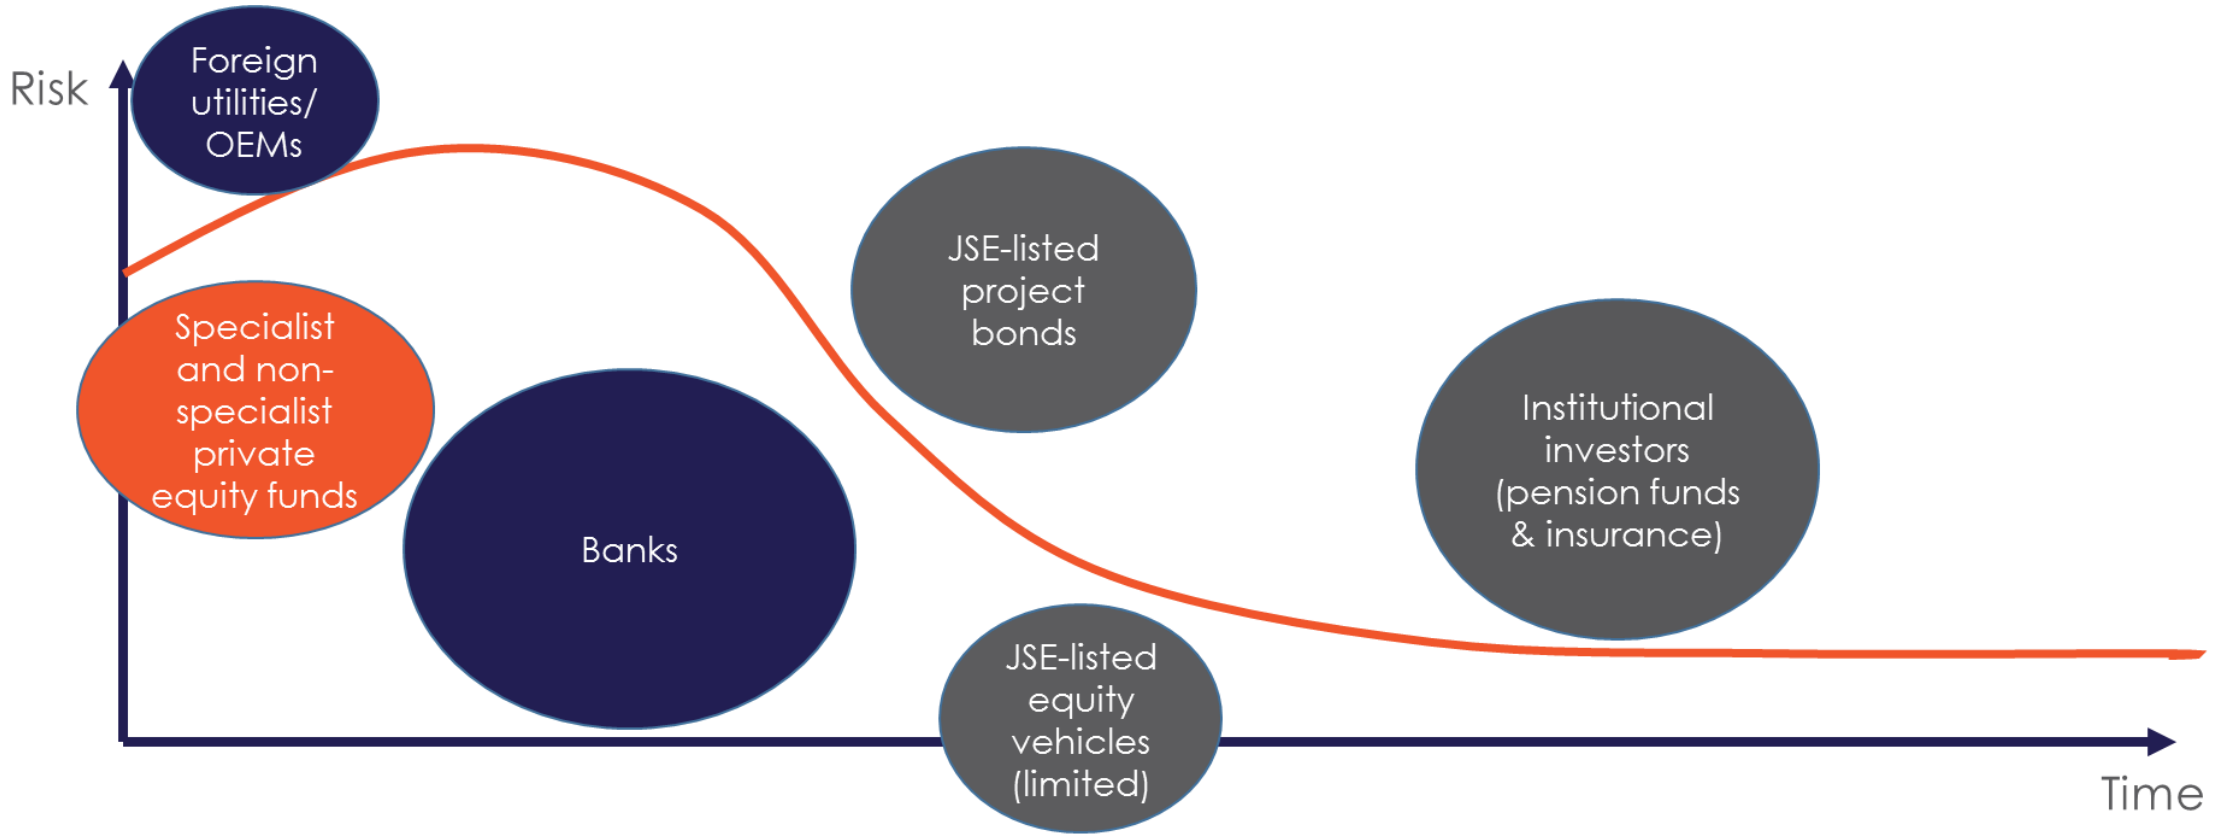 Risk
Foreign
utilities/
OEMs
Specialist
and non-
specialist
private
equity funds
Banks
JSE-listed
project
bonds
JSE-listed
equity
vehicles
(limited)
Institutional
investors
(pension funds
& insurance)
Time